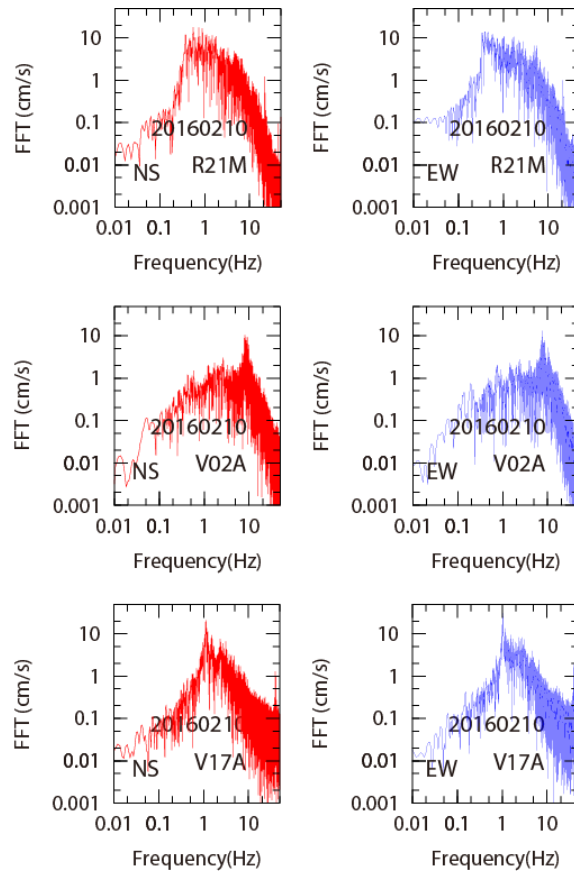 FFT (cm/s)
10
1
0.1
0.01
0.001
20160210
NS R21M
0.01 0.1 1 10
Frequency(Hz)
FFT (cm/s)
10
1
0.1
0.01
0.001
20160210
EW R21M
0.01 0.1 1 10
Frequency(Hz)
FFT (cm/s)
10
1
0.1
0.01
0.001
20160210
NS V02A
0.01 0.1 1 10
Frequency(Hz)
FFT (cm/s)
10
1
0.1
0.01
0.001
20160210
EW V02A
0.01 0.1 1 10
Frequency(Hz)
FFT (cm/s)
10
1
0.1
0.01
0.001
20160210
NS V17A
0.01 0.1 1 10
Frequency(Hz)
FFT (cm/s)
10
1
0.1
0.01
0.001
20160210
EW V17A
0.01 0.1 1 10
Frequency(Hz)